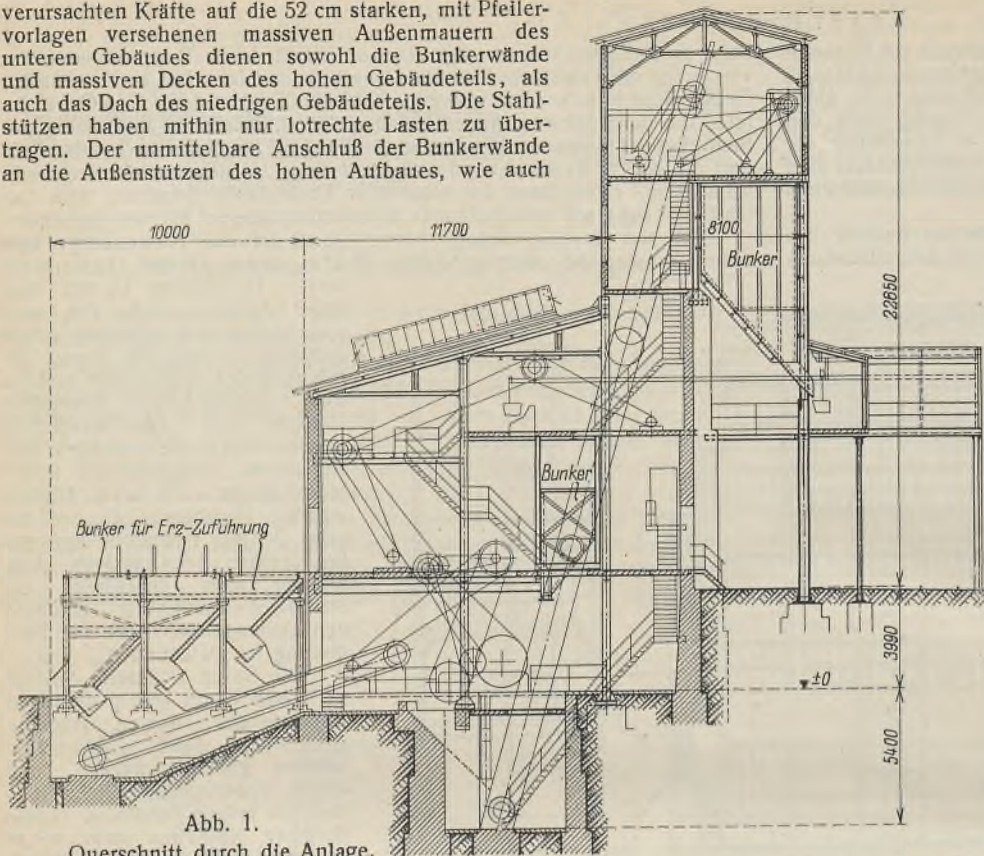 verursachten Kräfte auf die 52 cm starken, mit Pfeiler-
vorlagen versehenen massiven Außenmauern des
unteren Gebäudes dienen sowohl die Bunkerwände
und massiven Decken des hohen Gebäudeteils, als
auch das Dach des niedrigen Gebäudeteils. Die Stahl-
stützen haben mithin nur lotrechte Lasten zu über-
tragen. Der unmittelbare Anschluß der Bunkerwände
an die Außenstützen des hohen Aufbaues, wie auch
10000
11700
8100
Bunker
22850
Bunker
Bunker für Erz-Zuführung
3990
±0
5400
Abb. 1.
Querschnitt durch die Anlage.